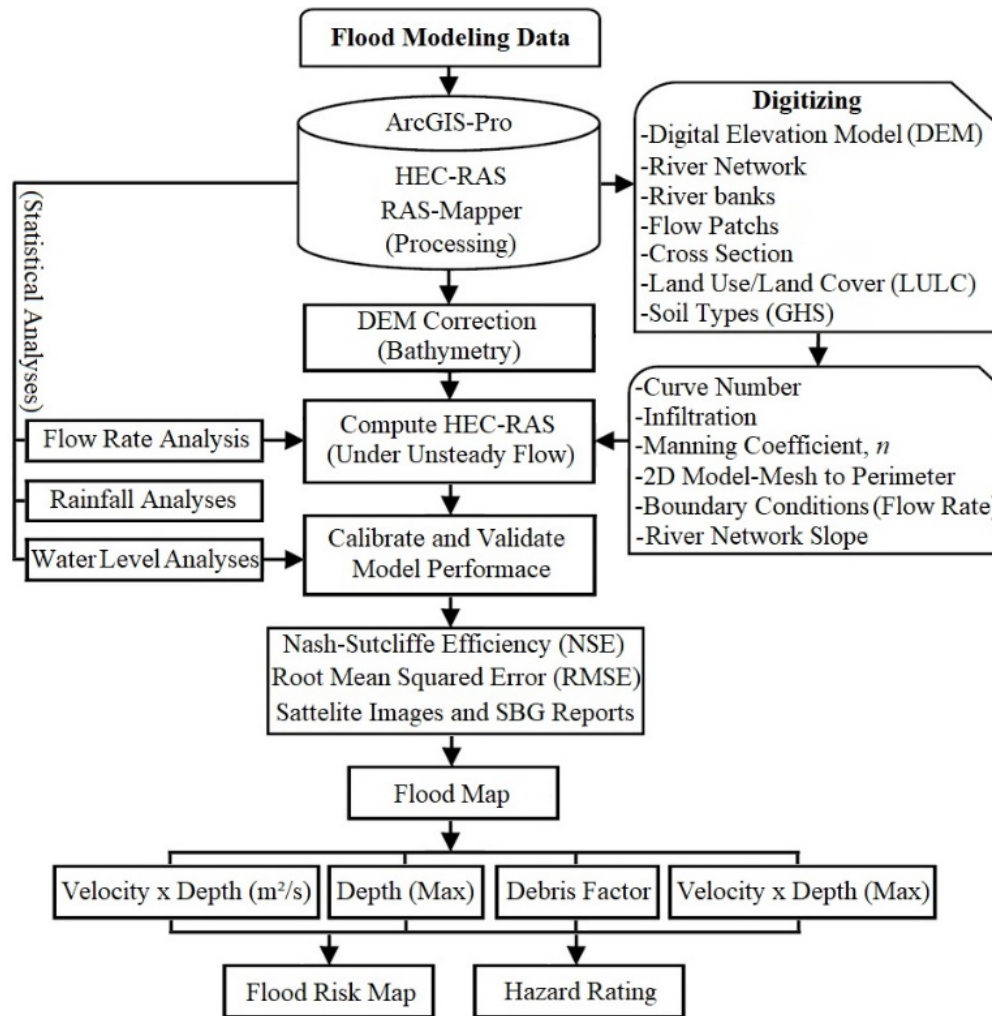 Flood Modeling Data
ArcGIS-Pro
HEC-RAS
RAS-Mapper
(Processing)
Digitizing
-Digital Elevation Model (DEM)
-River Network
-River banks
-Flow Patchs
-Cross Section
-Land Use/Land Cover (LULC)
-Soil Types (GHS)
(Statistical Analyses)
DEM Correction
(Bathymetry)
-Curve Number
-Infiltration
-Manning Coefficient, n
-2D Model-Mesh to Perimeter
-Boundary Conditions (Flow Rate)
-River Network Slope
Flow Rate Analysis
Compute HEC-RAS
(Under Unsteady Flow)
Rainfall Analyses
Water Level Analyses
Calibrate and Validate
Model Performace
Nash-Sutcliffe Efficiency (NSE)
Root Mean Squared Error (RMSE)
Sattelite Images and SBG Reports
Flood Map
Velocity x Depth (m²/s)
Depth (Max)
Debris Factor
Velocity x Depth (Max)
Flood Risk Map
Hazard Rating